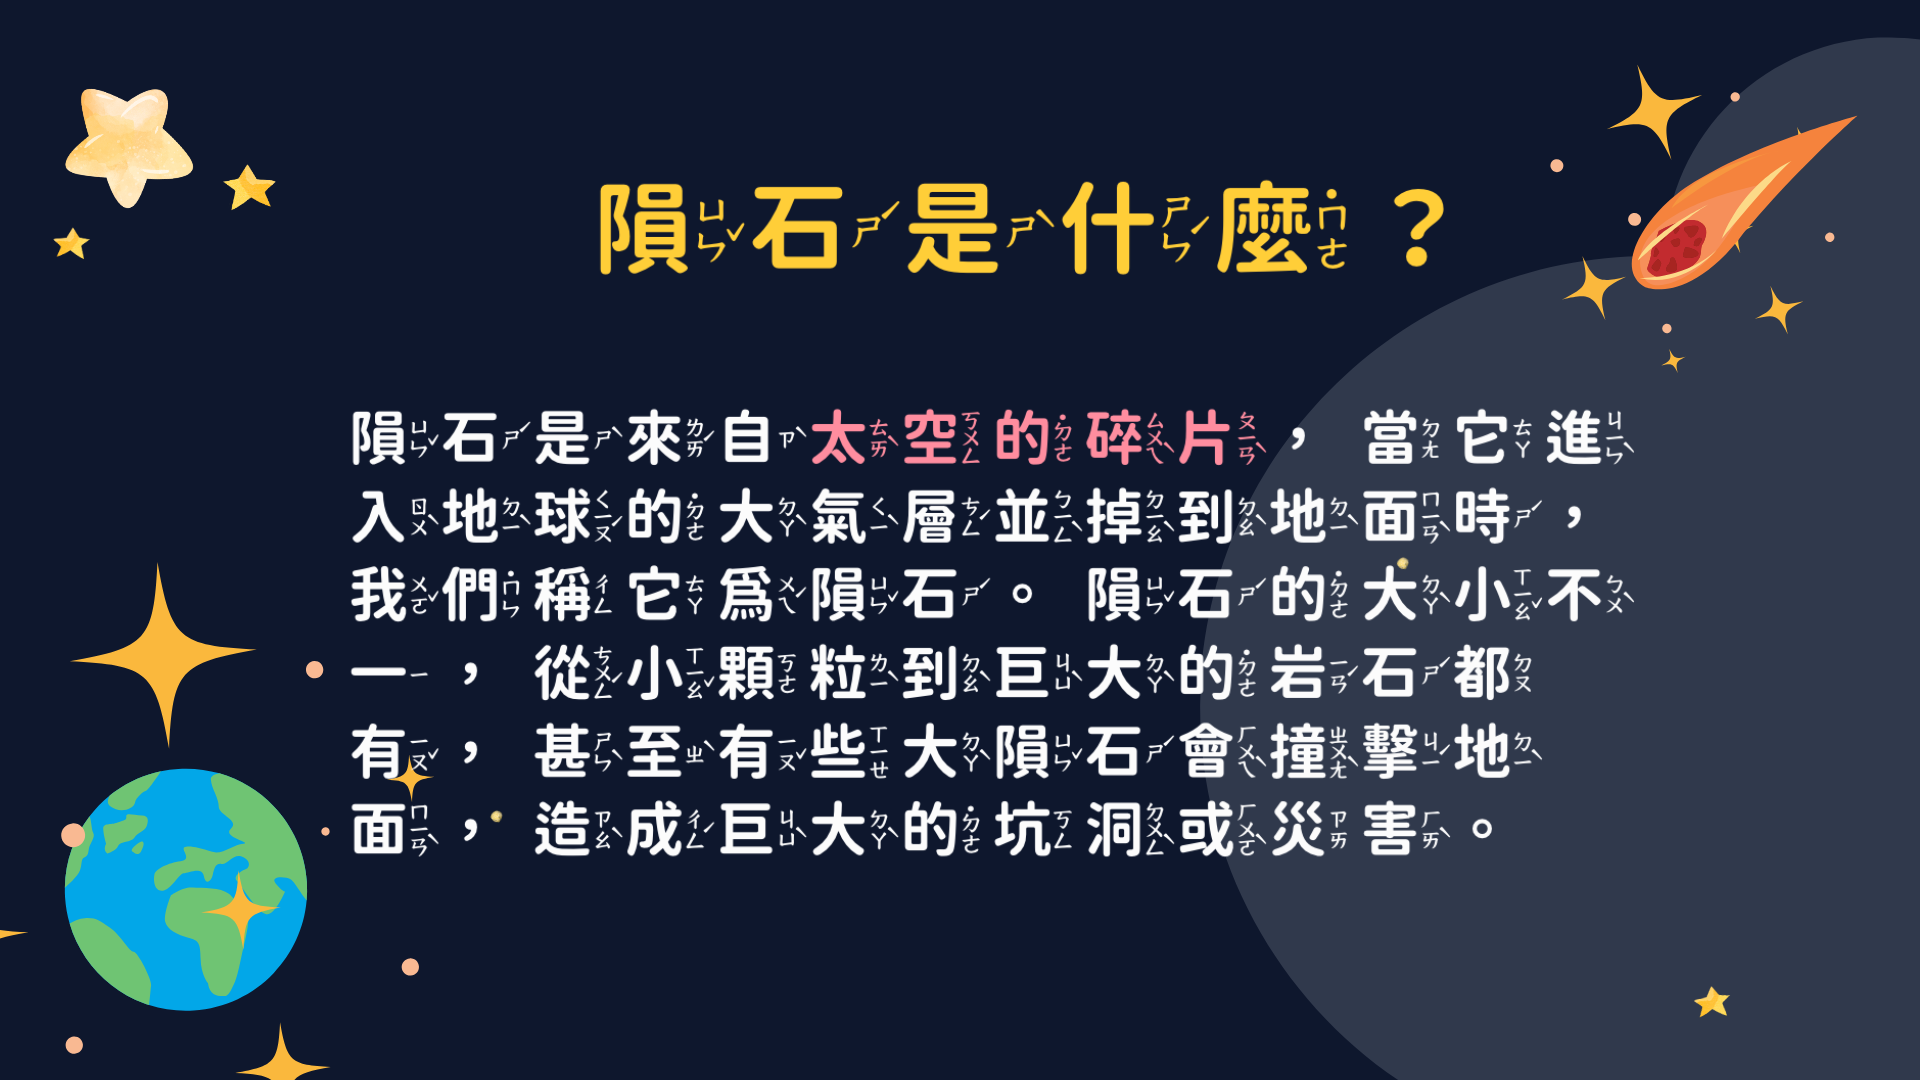 隕石是什麼？
隕石是來自太空的碎片，當它進
入地球的大氣層並掉到地面時，
我們稱它為隕石。隕石的大小不
一，從小顆粒到巨大的岩石都
有，甚至有些大隕石會撞擊地
面，造成巨大的坑洞或災害。